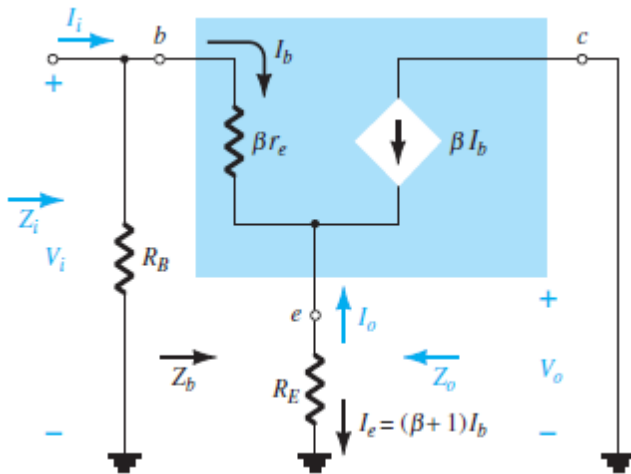 I_i
b
I_b
c
+
βr_e
βI_b
Z_i
V_i
R_B
e
I_o
+
Z_b
R_E
Z_o
V_o
I_e = (β + 1)I_b
−
−